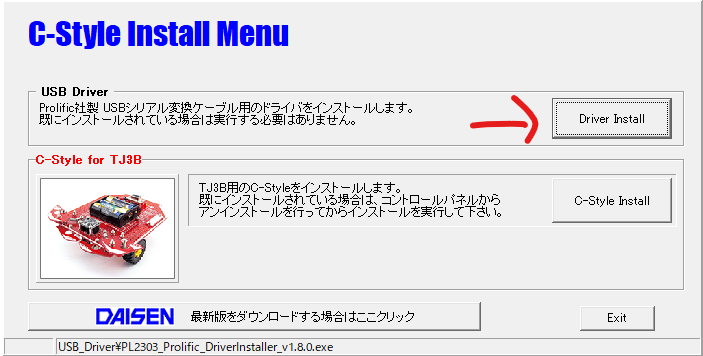 C-Style Install Menu
USB Driver
Prolific社製 USBシリアル変換ケーブル用のドライバをインストールします。
既にインストールされている場合は実行する必要はありません。
Driver Install
C-Style for TJ3B
TJ3B用のC-Styleをインストールします。
既にインストールされている場合は、コントロールパネルから
アンインストールを行ってからインストールを実行して下さい。
C-Style Install
DAISEN 最新版をダウンロードする場合はここクリック
Exit
USB_Driver¥PL2303_Prolific_DriverInstaller_v1.8.0.exe